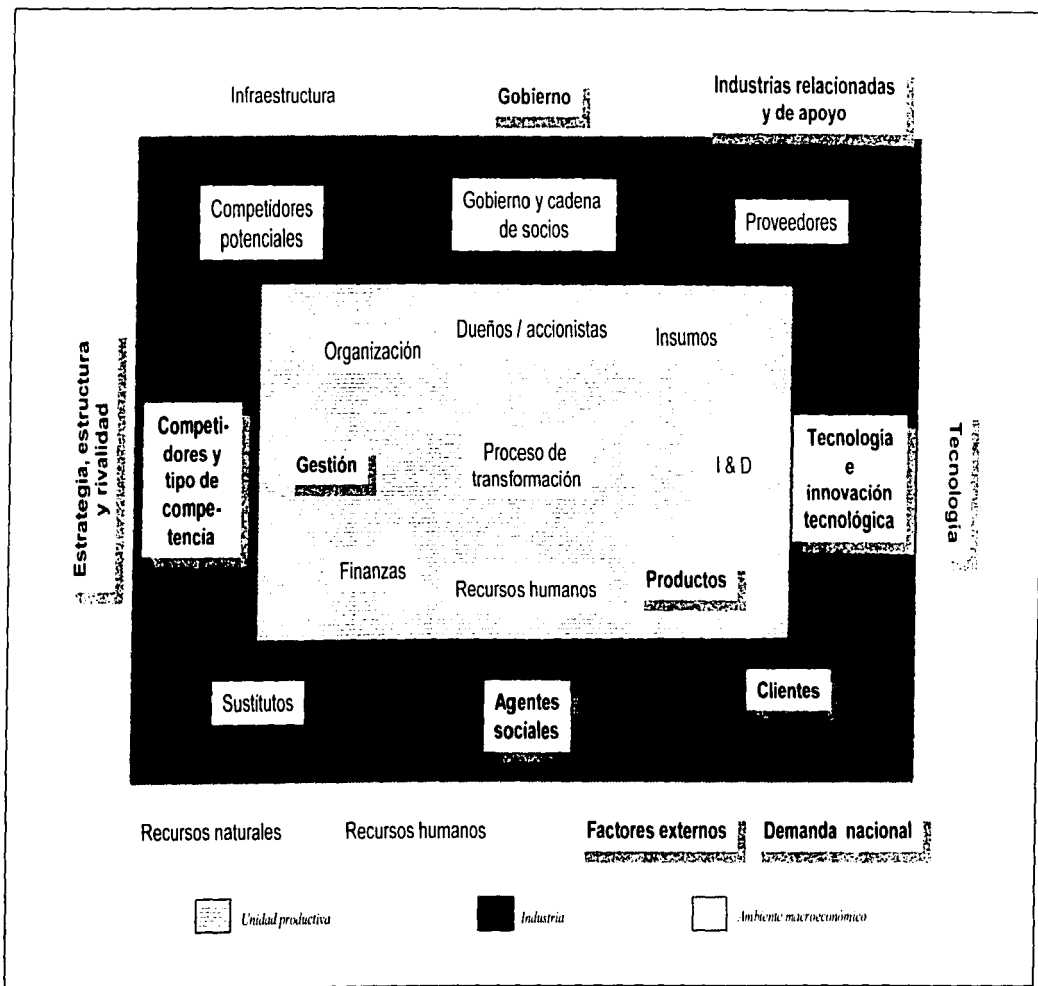 Infraestructura
Gobierno
Industrias relacionadas
y de apoyo
Competidores
potenciales
Gobierno y cadena
de socios
Proveedores
Organización
Dueños / accionistas
Insumos
Estrategia, estructura
y rivalidad
Competi-
dores y
tipo de
compe-
tencia
Gestión
Proceso de
transformación
I & D
Tecnología
e
innovación
tecnológica
Tecnología
Finanzas
Recursos humanos
Productos
Sustitutos
Agentes
sociales
Clientes
Recursos naturales
Recursos humanos
Factores externos
Demanda nacional
Unidad productiva
Industria
Ambiente macroeconómico